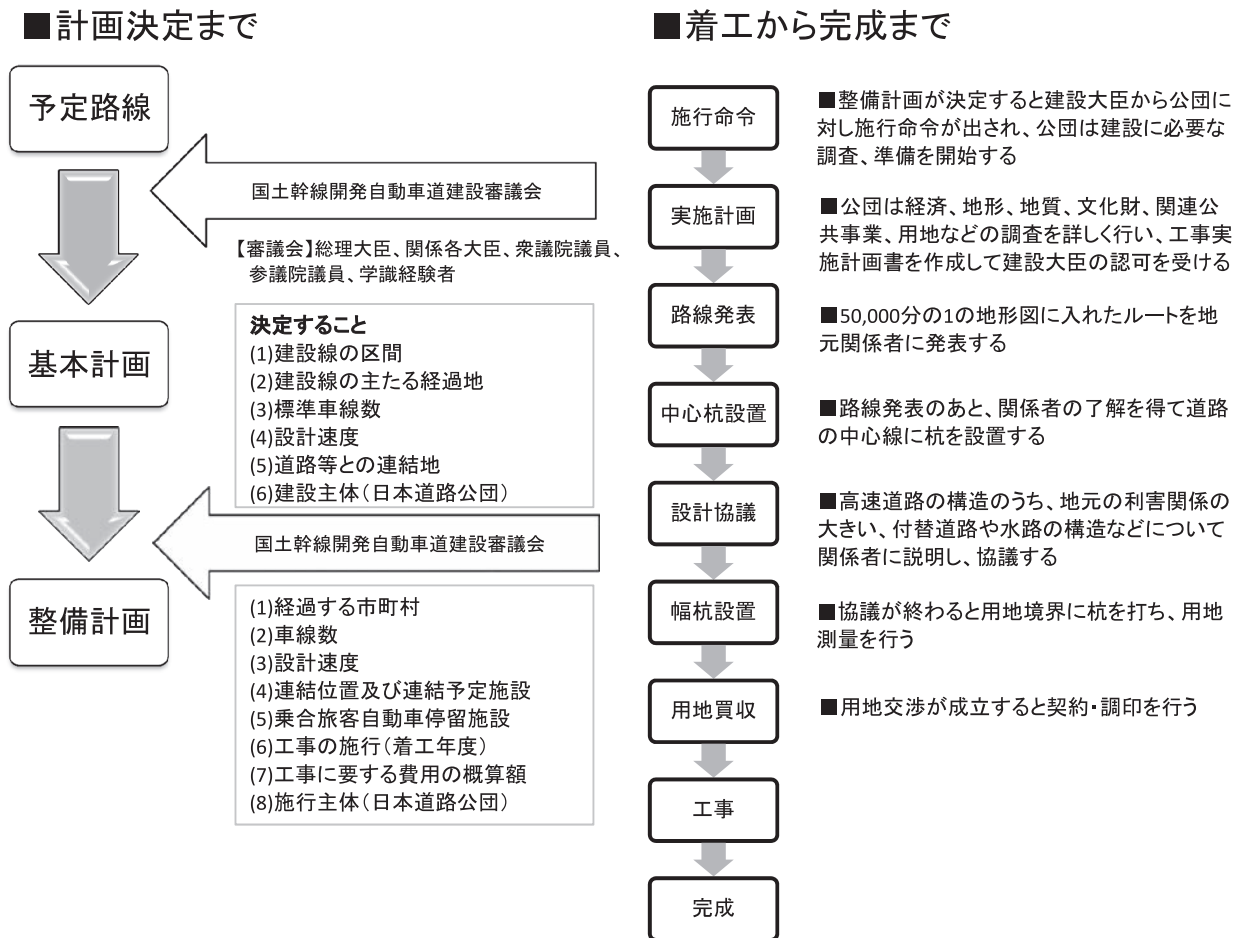 ■計画決定まで
予定路線
国土幹線開発自動車道建設審議会
【審議会】総理大臣、関係各大臣、衆議院議員、
参議院議員、学識経験者
基本計画
決定すること
(1)建設線の区間
(2)建設線の主たる経過地
(3)標準車線数
(4)設計速度
(5)道路等との連結地
(6)建設主体(日本道路公団)
国土幹線開発自動車道建設審議会
整備計画
(1)経過する市町村
(2)車線数
(3)設計速度
(4)連結位置及び連結予定施設
(5)乗合旅客自動車停留施設
(6)工事の施行(着工年度)
(7)工事に要する費用の概算額
(8)施行主体(日本道路公団)
■着工から完成まで
施行命令
■整備計画が決定すると建設大臣から公団に
対し施行命令が出され、公団は建設に必要な
調査、準備を開始する
実施計画
■公団は経済、地形、地質、文化財、関連公
共事業、用地などの調査を詳しく行い、工事実
施計画書を作成して建設大臣の認可を受ける
路線発表
■50,000分の1の地形図に入れたルートを地
元関係者に発表する
中心杭設置
■路線発表のあと、関係者の了解を得て道路
の中心線に杭を設置する
設計協議
■高速道路の構造のうち、地元の利害関係の
大きい、付替道路や水路の構造などについて
関係者に説明し、協議する
幅杭設置
■協議が終わると用地境界に杭を打ち、用地
測量を行う
用地買収
■用地交渉が成立すると契約・調印を行う
工事
完成